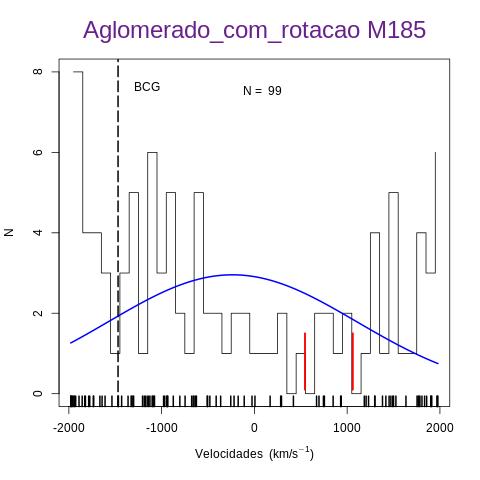 Aglomerado_com_rotacao M185
BCG
N = 99
N
8
6
4
2
0
-2000 -1000 0 1000 2000
Velocidades (km/s⁻¹)